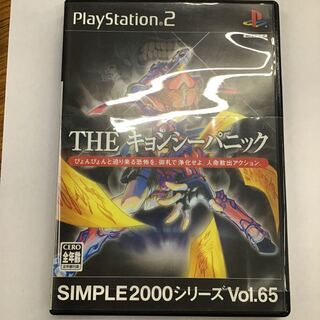 PlayStation®2
THE キョンシーパニック
ぴょんぴょんと迫り来る恐怖を、御札で浄化せよ。人命救出アクション。
CERO
全年齢
SIMPLE2000シリーズ Vol.65